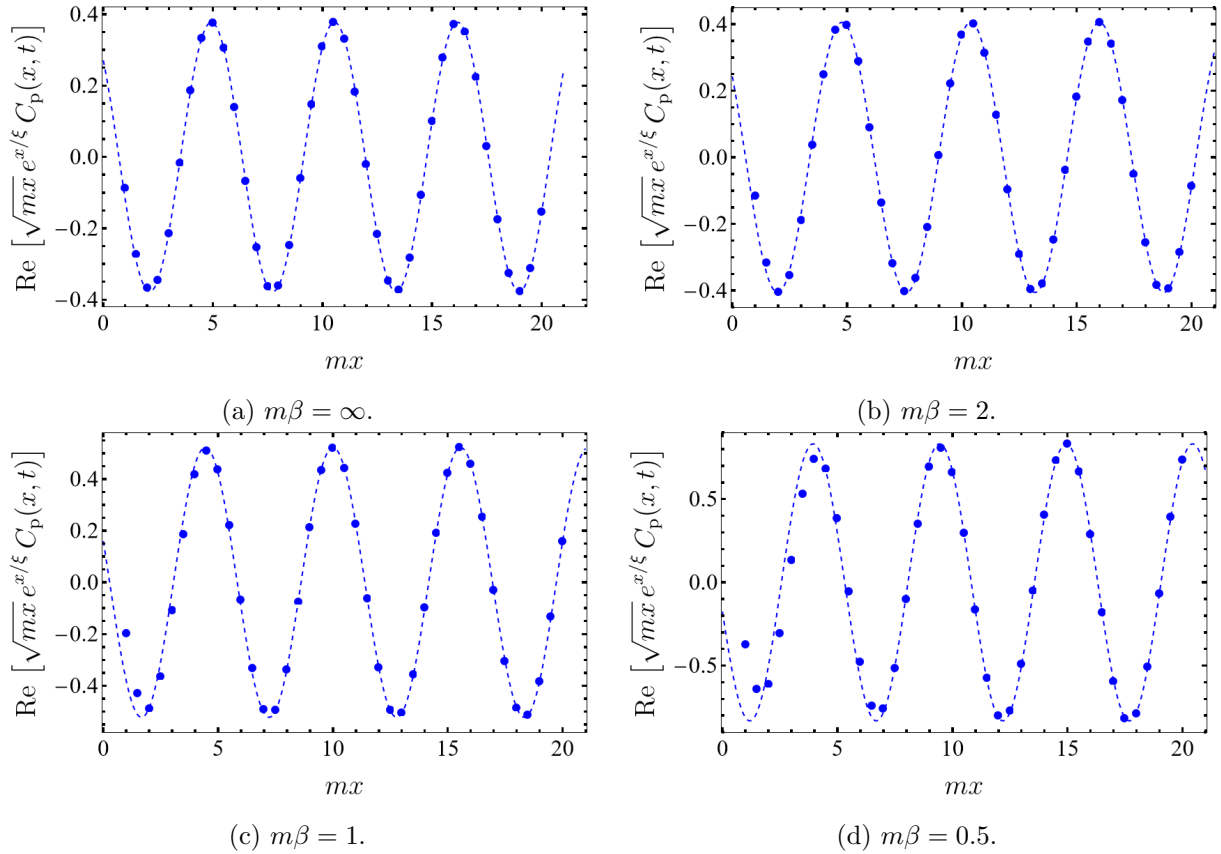 Re [√mx e^{x/ξ} C_p(x, t)]
0.4
0.2
0.0
−0.2
−0.4
0 5 10 15 20
mx
(a) mβ = ∞.
Re [√mx e^{x/ξ} C_p(x, t)]
0.4
0.2
0.0
−0.2
−0.4
0 5 10 15 20
mx
(b) mβ = 2.
Re [√mx e^{x/ξ} C_p(x, t)]
0.4
0.2
0.0
−0.2
−0.4
0 5 10 15 20
mx
(c) mβ = 1.
Re [√mx e^{x/ξ} C_p(x, t)]
0.5
0.0
−0.5
0 5 10 15 20
mx
(d) mβ = 0.5.